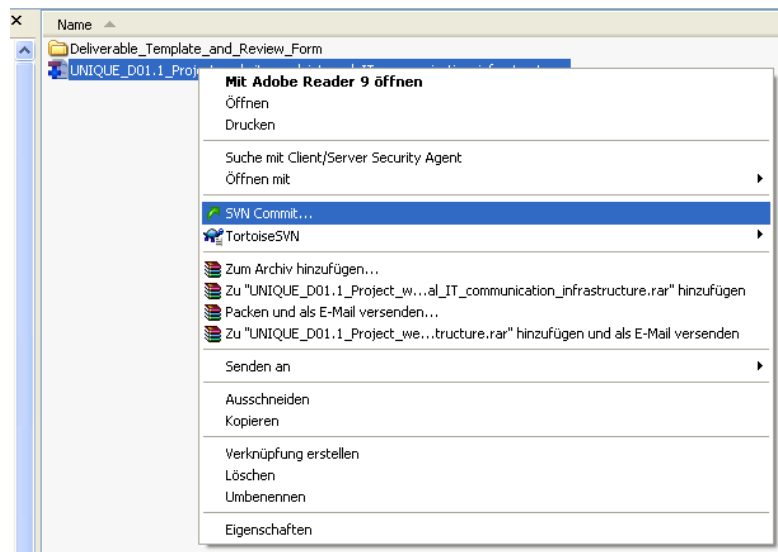 Name
Deliverable_Template_and_Review_Form
UNIQUE_D01.1_Proj
Mit Adobe Reader 9 öffnen
Öffnen
Drucken
Suche mit Client/Server Security Agent
Öffnen mit
SVN Commit...
TortoiseSVN
Zum Archiv hinzufügen...
Zu "UNIQUE_D01.1_Project_w...al_IT_communication_infrastructure.rar" hinzufügen
Packen und als E-Mail versenden...
Zu "UNIQUE_D01.1_Project_we...tructure.rar" hinzufügen und als E-Mail versenden
Senden an
Ausschneiden
Kopieren
Verknüpfung erstellen
Löschen
Umbenennen
Eigenschaften